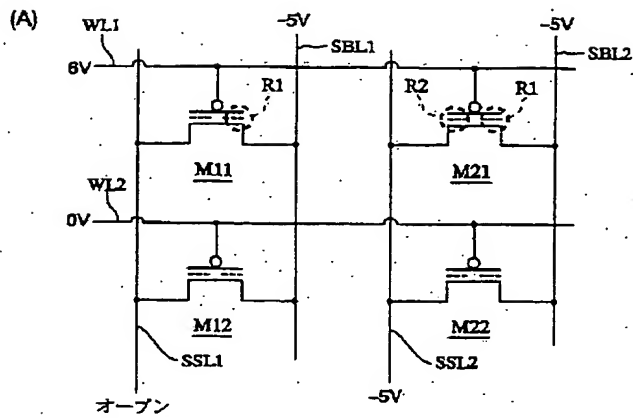 (A)
WL1
-5V
SBL1
-5V
SBL2
6V
R1
R2
R1
M11
M21
WL2
0V
M12
M22
SSL1
SSL2
オープン
-5V